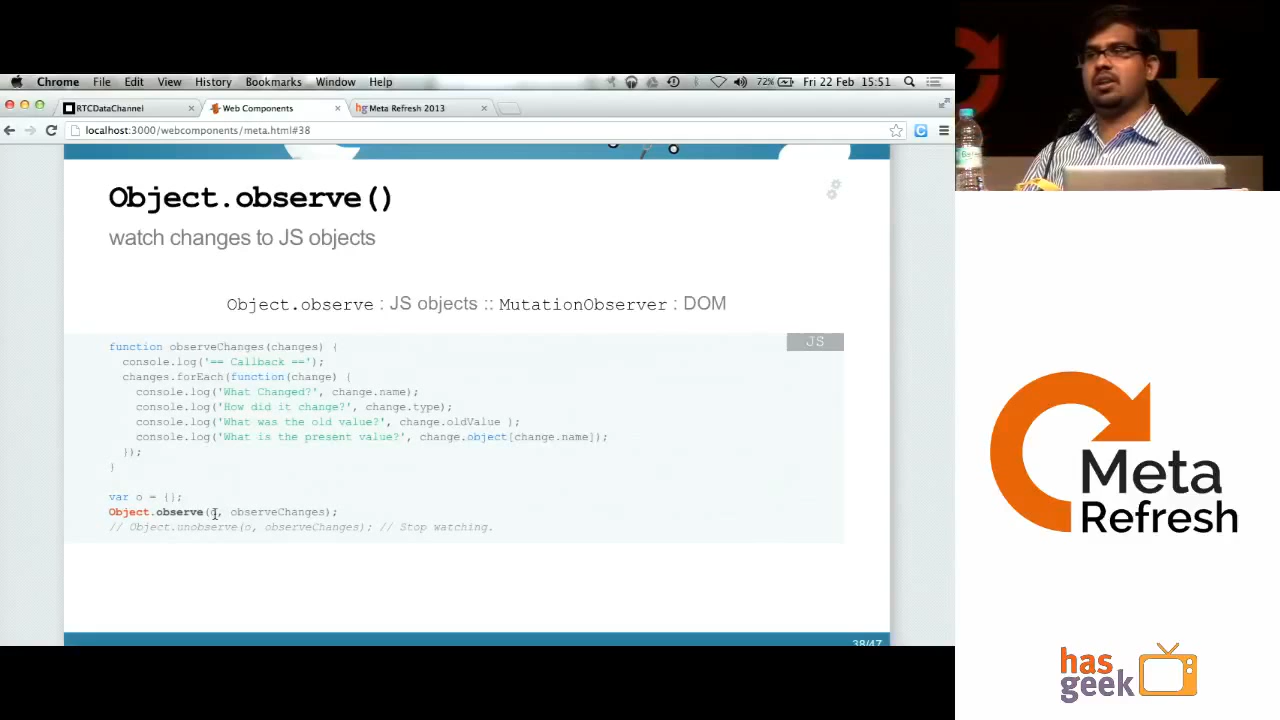 Chrome File Edit View History Bookmarks Window Help 72% Fri 22 Feb 15:51
RTCDataChannel Web Components hg Meta Refresh 2013
localhost:3000/webcomponents/meta.html#38
Object.observe()
watch changes to JS objects
Object.observe : JS objects :: MutationObserver : DOM
JS
function observeChanges(changes) {
console.log('== Callback ==');
changes.forEach(function(change) {
console.log('What Changed?', change.name);
console.log('How did it change?', change.type);
console.log('What was the old value?', change.oldValue );
console.log('What is the present value?', change.object[change.name]);
});
}
var o = {};
Object.observe(o, observeChanges);
// Object.unobserve(o, observeChanges); // Stop watching.
38/47
Meta
Refresh
has
geek